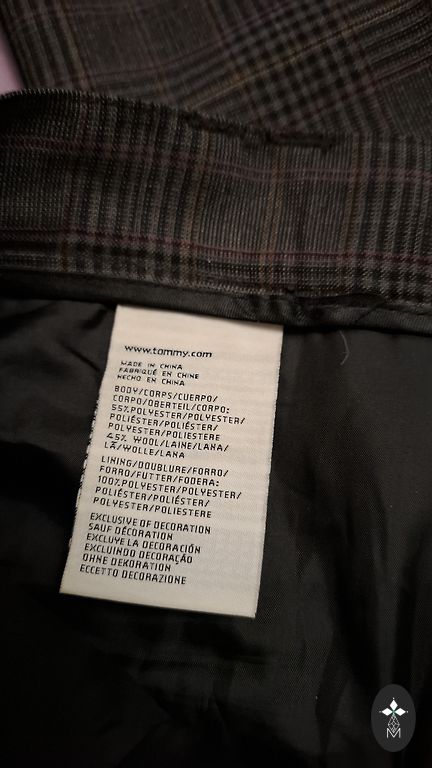 www.tommy.com
MADE IN CHINA
FABRIQUÉ EN CHINE
HECHO EN CHINA
BODY/CORPS/CUERPO/
CORPO/OBERTEIL/CORPO:
55%POLYESTER/POLYESTER/
POLIÉSTER/POLIÉSTER/
POLYESTER/POLIESTERE
45% WOOL/LAINE/LANA/
LÃ/WOLLE/LANA
LINING/DOUBLURE/FORRO/
FORRO/FUTTER/FODERA:
100%POLYESTER/POLYESTER/
POLIÉSTER/POLIÉSTER/
POLYESTER/POLIESTERE
EXCLUSIVE OF DECORATION
SAUF DÉCORATION
EXCLUYE LA DECORACIÓN
EXCLUINDO DECORAÇÃO
OHNE DEKORATION
ECCETTO DECORAZIONE
M